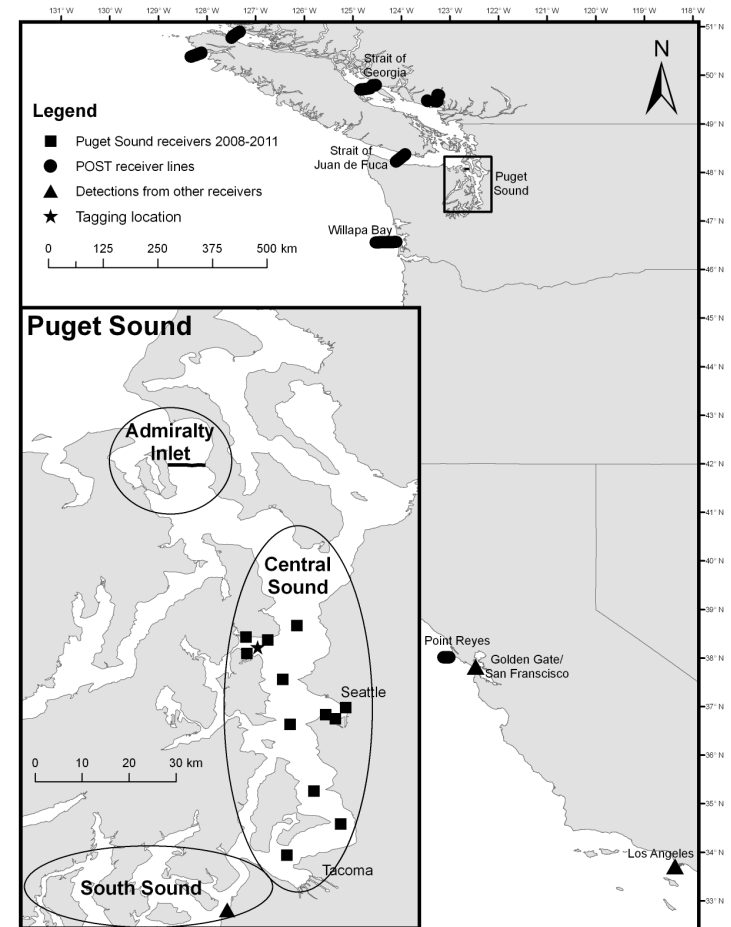 131° W 130° W 129° W 128° W 127° W 126° W 125° W 124° W 123° W 122° W 121° W 120° W 119° W 118° W
51° N
50° N
49° N
48° N
47° N
46° N
45° N
44° N
43° N
42° N
41° N
40° N
39° N
38° N
37° N
36° N
35° N
34° N
33° N
N
Strait of
Georgia
Strait of
Juan de Fuca
Puget
Sound
Willapa Bay
Legend
Puget Sound receivers 2008-2011
POST receiver lines
Detections from other receivers
Tagging location
0 125 250 375 500 km
Puget Sound
Admiralty
Inlet
Central
Sound
Seattle
0 10 20 30 km
Tacoma
South Sound
Point Reyes
Golden Gate/
San Franscisco
Los Angeles